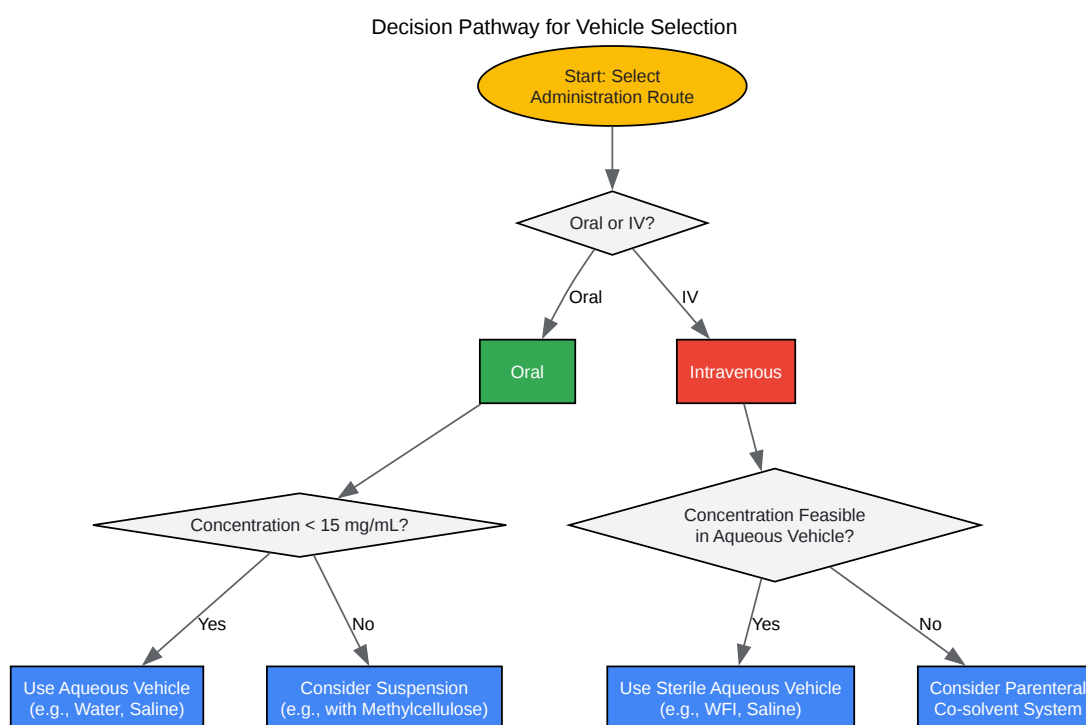 Decision Pathway for Vehicle Selection
Start: Select
Administration Route
Oral or IV?
Oral
IV
Oral
Intravenous
Concentration < 15 mg/mL?
Concentration Feasible
in Aqueous Vehicle?
Yes
No
Yes
No
Use Aqueous Vehicle
(e.g., Water, Saline)
Consider Suspension
(e.g., with Methylcellulose)
Use Sterile Aqueous Vehicle
(e.g., WFI, Saline)
Consider Parenteral
Co-solvent System